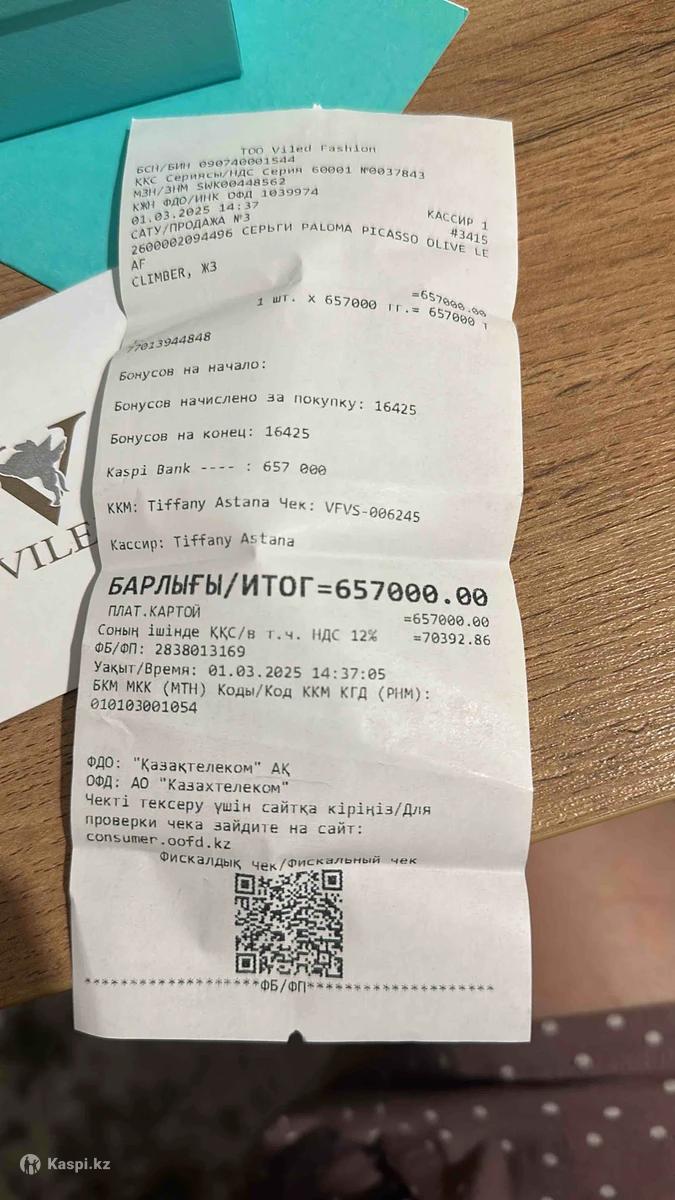 ТОО Viled Fashion
БСН/БИН 090740001544
ҚҚС Сериясы/НДС Серия 60001 №0037843
МЗН/ЗНМ SWK00448562
КЖН ФДО/ИНК ОФД 1039974
01.03.2025 14:37 КАССИР 1
САТУ/ПРОДАЖА №3 #3415
2600002094496 СЕРЬГИ PALOMA PICASSO OLIVE LE
AF
CLIMBER, ЖЗ
=657000.00
1 шт. X 657000 тг.= 657000 т
77013944848
Бонусов на начало:
Бонусов начислено за покупку: 16425
Бонусов на конец: 16425
Kaspi Bank ---- : 657 000
ККМ: Tiffany Astana Чек: VFVS-006245
Кассир: Tiffany Astana
БАРЛЫҒЫ/ИТОГ=657000.00
ПЛАТ.КАРТОЙ =657000.00
Соның ішінде ҚҚС/в т.ч. НДС 12% =70392.86
ФБ/ФП: 2838013169
Уақыт/Время: 01.03.2025 14:37:05
БКМ МКК (МТН) Коды/Код ККМ КГД (РНМ):
010103001054
ФДО: "Қазақтелеком" АҚ
ОФД: АО "Казахтелеком"
Чекті тексеру үшін сайтқа кіріңіз/Для
проверки чека зайдите на сайт:
consumer.oofd.kz
Фискалдық чек/Фискальный чек
********************ФБ/ФП**********************
VILE
Kaspi.kz